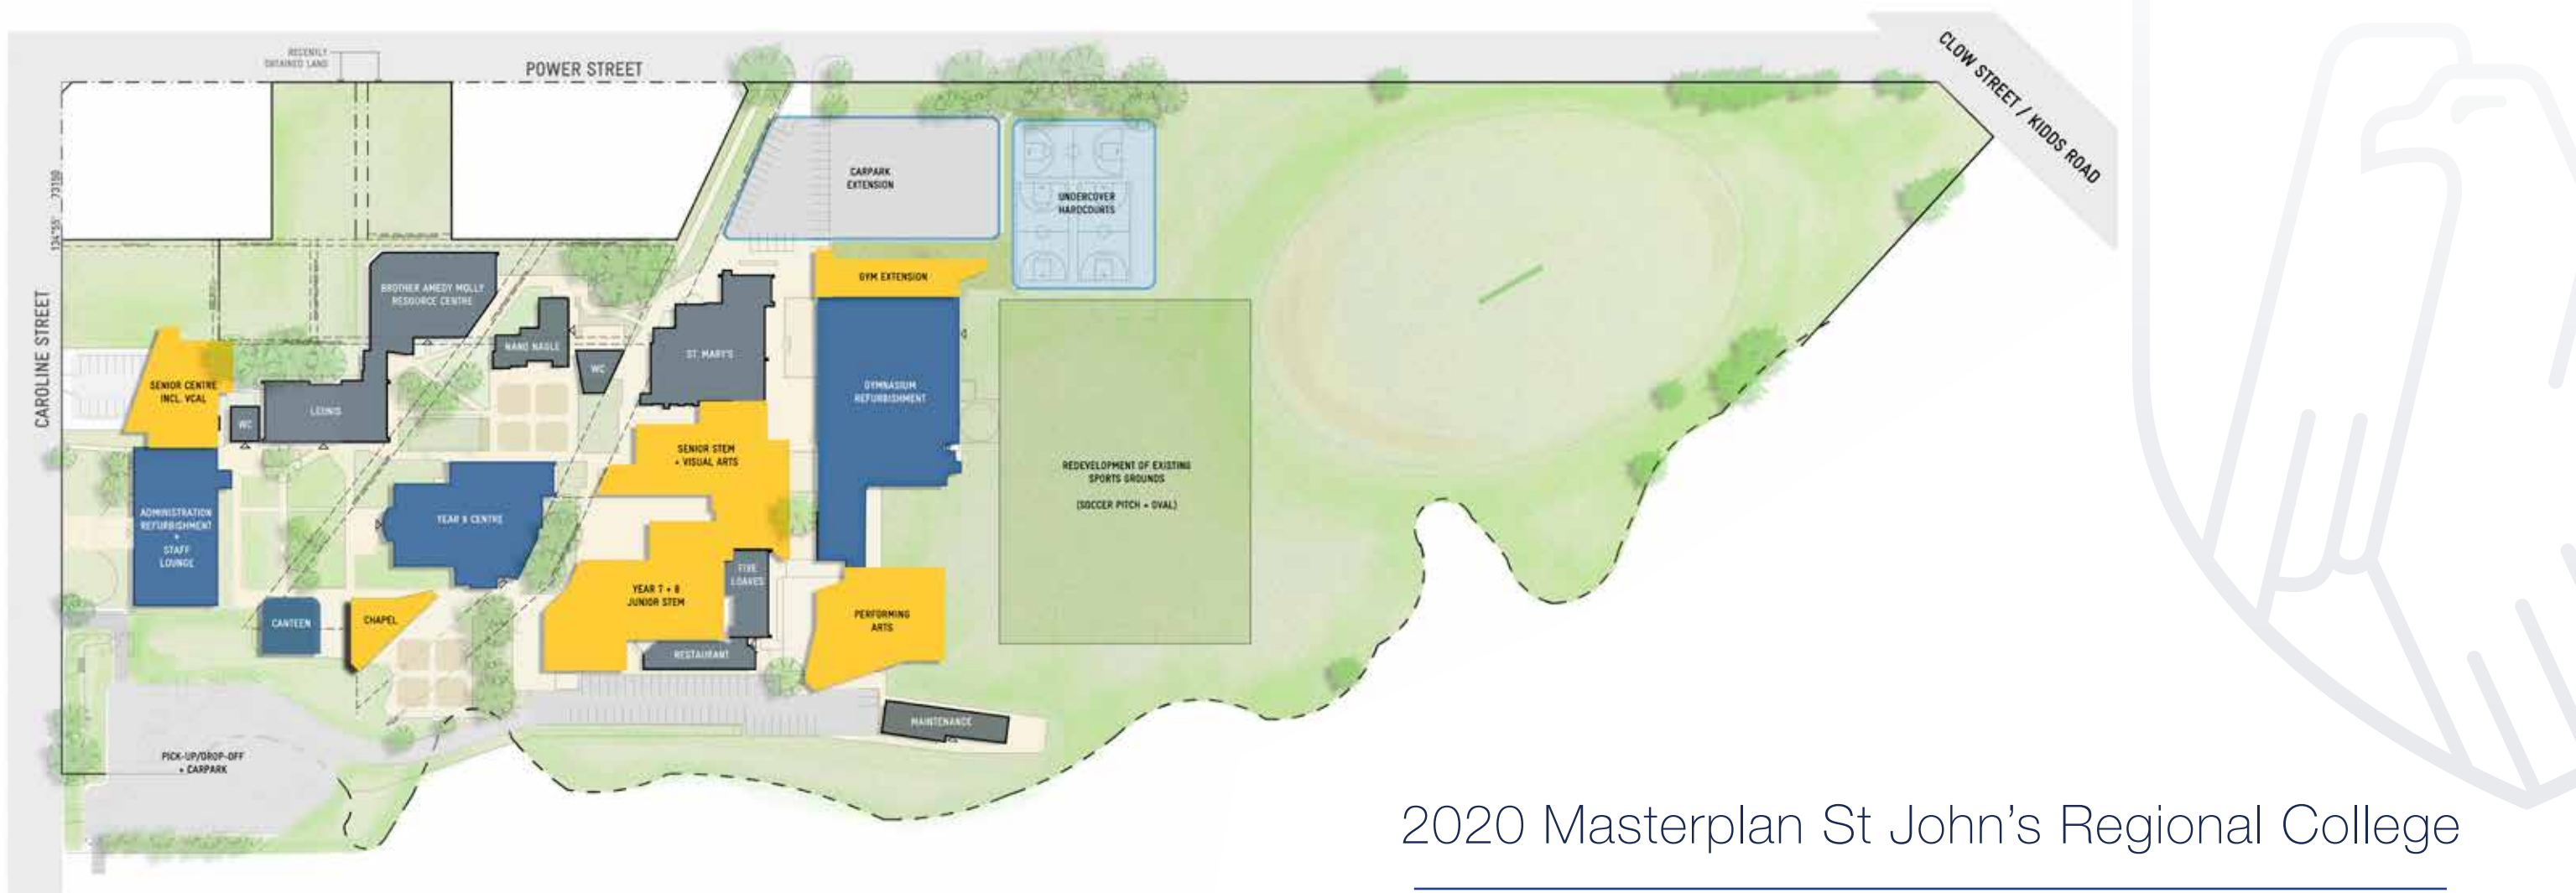 RECENTLY
OBTAINED LAND
POWER STREET
CLOW STREET / KIDDS ROAD
CAROLINE STREET
CARPARK
EXTENSION
UNDERCOVER
HARDCOURTS
GYM EXTENSION
BROTHER AMEDY MOLLY
RESOURCE CENTRE
NANO NAGLE
WC
ST. MARY'S
SENIOR CENTRE
INCL. VCAL
WC
LEUNIS
GYMNASIUM
REFURBISHMENT
SENIOR STEM
+ VISUAL ARTS
REDEVELOPMENT OF EXISTING
SPORTS GROUNDS
(SOCCER PITCH + OVAL)
ADMINISTRATION
REFURBISHMENT
+
STAFF
LOUNGE
YEAR 9 CENTRE
FIVE
LOAVES
YEAR 7 + 8
JUNIOR STEM
CANTEEN
CHAPEL
PERFORMING
ARTS
RESTAURANT
MAINTENANCE
PICK-UP/DROP-OFF
+ CARPARK
2020 Masterplan St John's Regional College